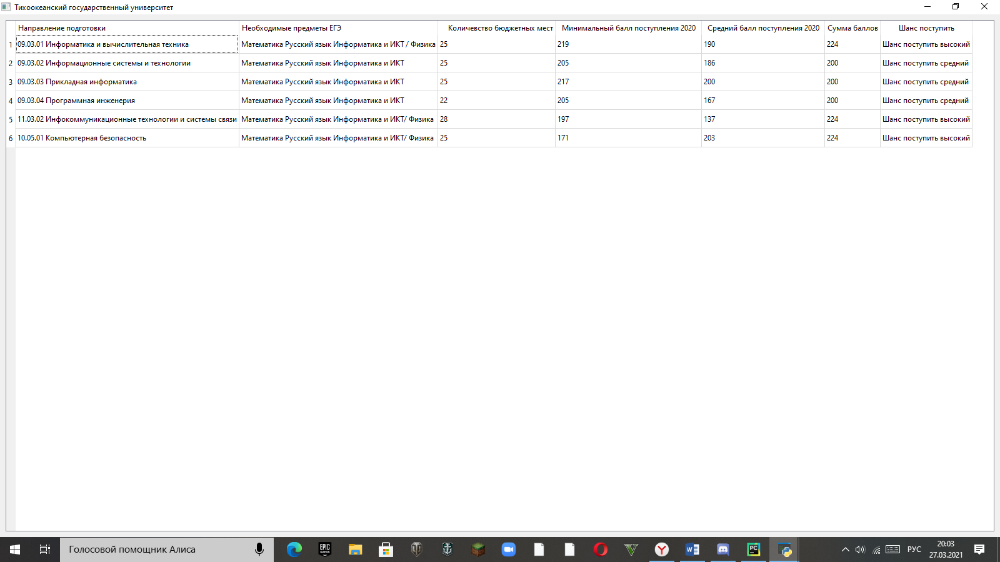 Тихоокеанский государственный университет
Направление подготовки Необходимые предметы ЕГЭ Количевство бюджетных мест Минимальный балл поступления 2020 Средний балл поступления 2020 Сумма баллов Шанс поступить
1 09.03.01 Информатика и вычислительная техника Математика Русский язык Информатика и ИКТ / Физика 25 219 190 224 Шанс поступить высокий
2 09.03.02 Информационные системы и технологии Математика Русский язык Информатика и ИКТ 25 205 186 200 Шанс поступить средний
3 09.03.03 Прикладная информатика Математика Русский язык Информатика и ИКТ 25 217 200 200 Шанс поступить средний
4 09.03.04 Программная инженерия Математика Русский язык Информатика и ИКТ 22 205 167 200 Шанс поступить средний
5 11.03.02 Инфокоммуникационные технологии и системы связи Математика Русский язык Информатика и ИКТ/ Физика 28 197 137 224 Шанс поступить высокий
6 10.05.01 Компьютерная безопасность Математика Русский язык Информатика и ИКТ/ Физика 25 171 203 224 Шанс поступить высокий
Голосовой помощник Алиса
EPIC GAMES
PC
РУС
20:03
27.03.2021